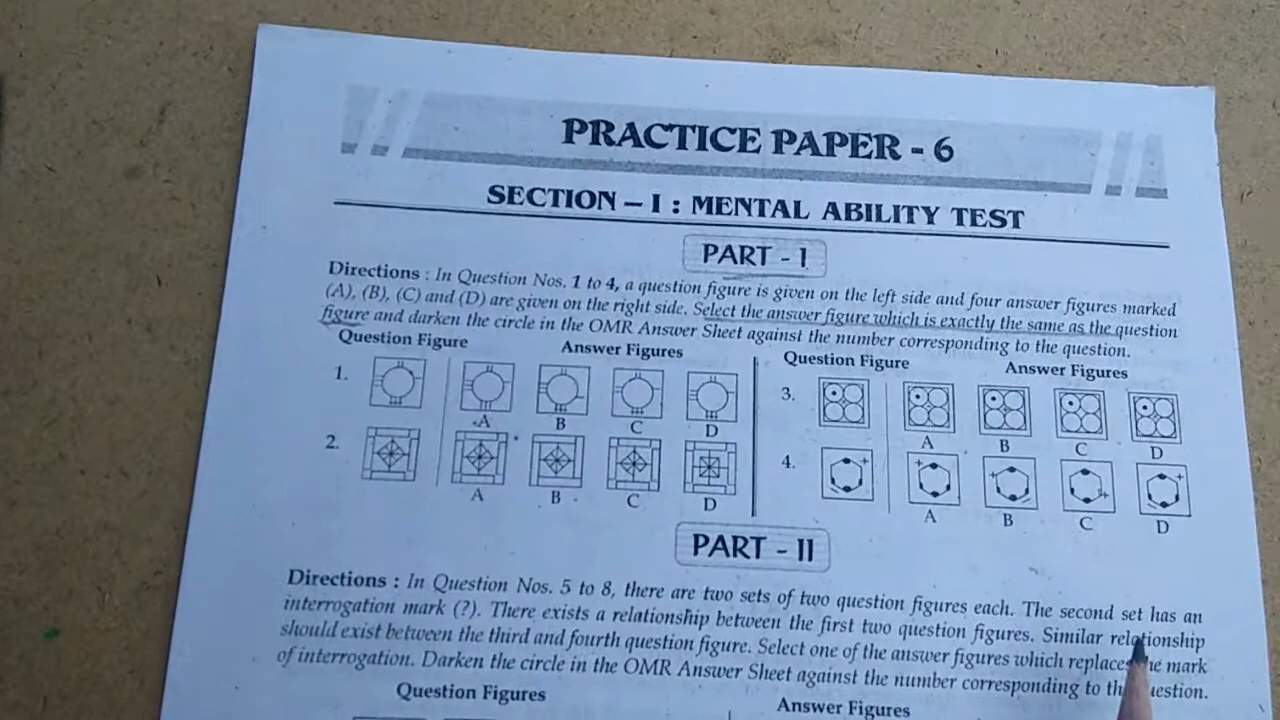 PRACTICE PAPER - 6
SECTION – I : MENTAL ABILITY TEST
PART - I
Directions : In Question Nos. 1 to 4, a question figure is given on the left side and four answer figures marked
(A), (B), (C) and (D) are given on the right side. Select the answer figure which is exactly the same as the question
figure and darken the circle in the OMR Answer Sheet against the number corresponding to the question.
Question Figure Answer Figures
1.
A B C D
2.
A B C D
Question Figure Answer Figures
3.
A B C D
4.
A B C D
PART - II
Directions : In Question Nos. 5 to 8, there are two sets of two question figures each. The second set has an
interrogation mark (?). There exists a relationship between the first two question figures. Similar relationship
should exist between the third and fourth question figure. Select one of the answer figures which replaces the mark
of interrogation. Darken the circle in the OMR Answer Sheet against the number corresponding to the question.
Question Figures Answer Figures